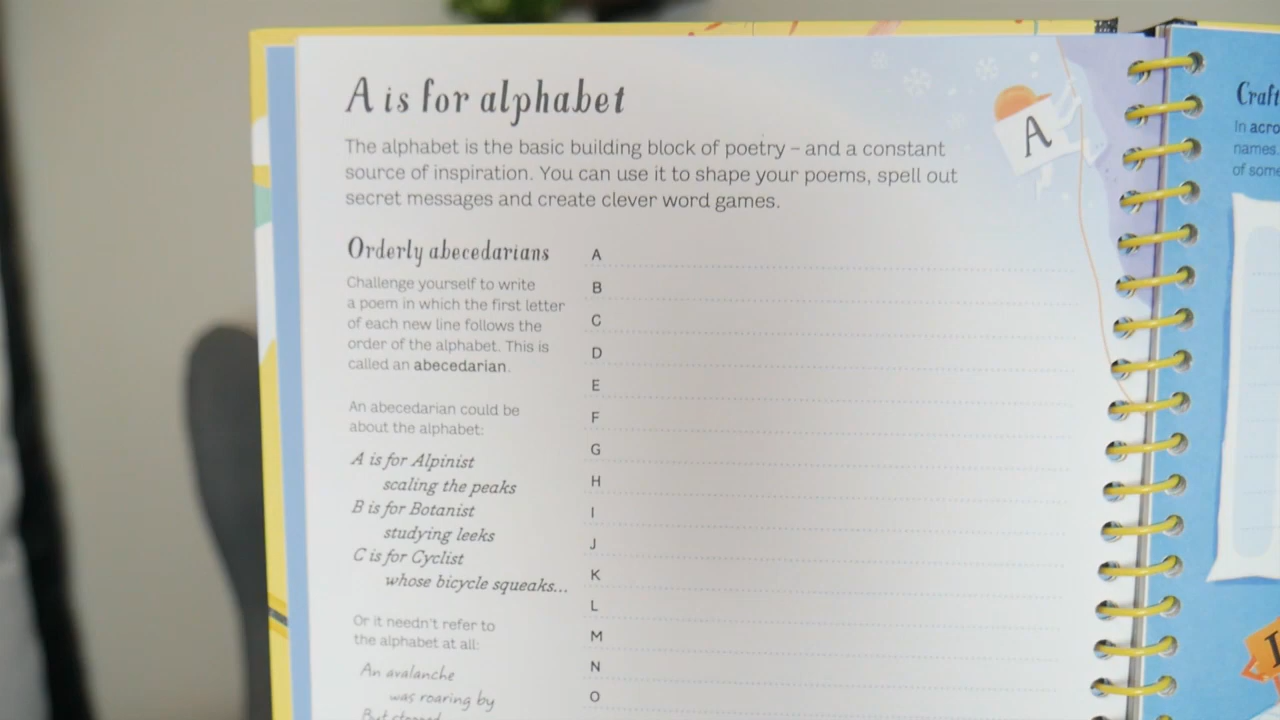 A is for alphabet
The alphabet is the basic building block of poetry – and a constant
source of inspiration. You can use it to shape your poems, spell out
secret messages and create clever word games.
A
Orderly abecedarians
Challenge yourself to write
a poem in which the first letter
of each new line follows the
order of the alphabet. This is
called an abecedarian.
An abecedarian could be
about the alphabet:
A is for Alpinist
scaling the peaks
B is for Botanist
studying leeks
C is for Cyclist
whose bicycle squeaks...
Or it needn't refer to
the alphabet at all:
An avalanche
was roaring by
But stopped
A
B
C
D
E
F
G
H
I
J
K
L
M
N
O
Craft
In acro
names.
of some